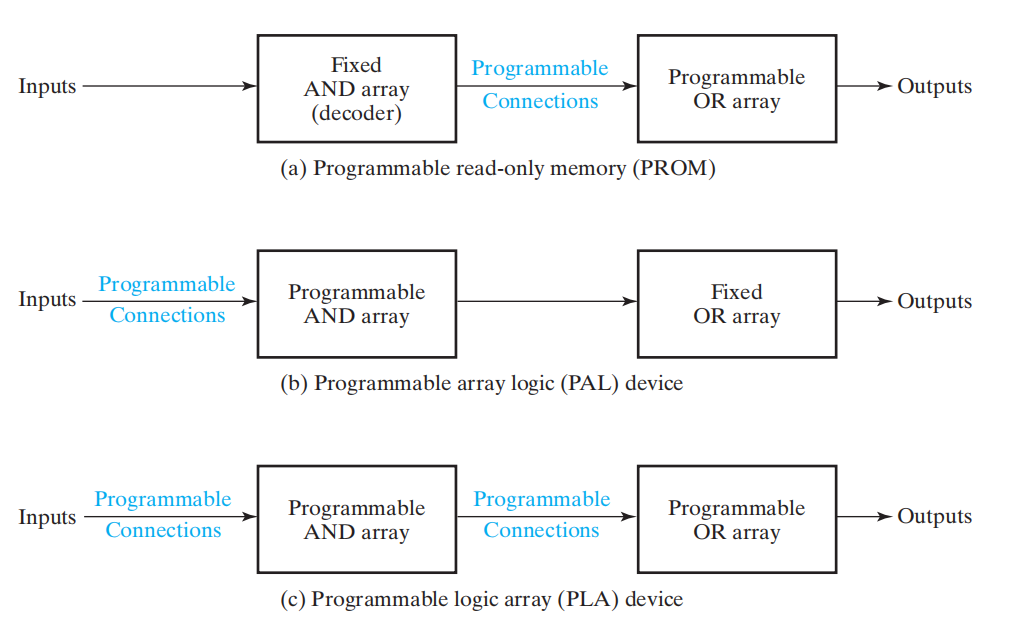 Inputs
Fixed
AND array
(decoder)
Programmable
Connections
Programmable
OR array
Outputs
(a) Programmable read-only memory (PROM)
Inputs
Programmable
Connections
Programmable
AND array
Fixed
OR array
Outputs
(b) Programmable array logic (PAL) device
Inputs
Programmable
Connections
Programmable
AND array
Programmable
Connections
Programmable
OR array
Outputs
(c) Programmable logic array (PLA) device